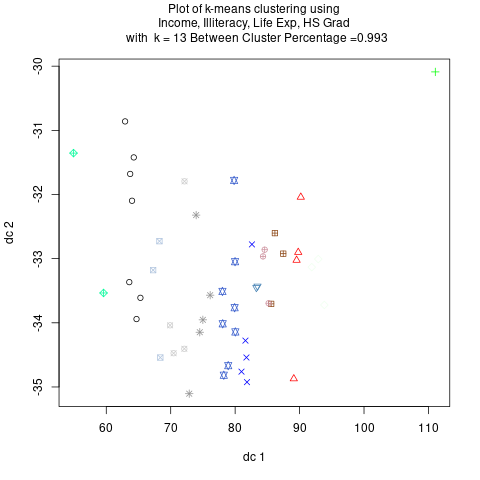 Plot of k-means clustering using
Income, Illiteracy, Life Exp, HS Grad
with k = 13 Between Cluster Percentage =0.993
-30
-31
-32
-33
-34
-35
dc 2
60 70 80 90 100 110
dc 1